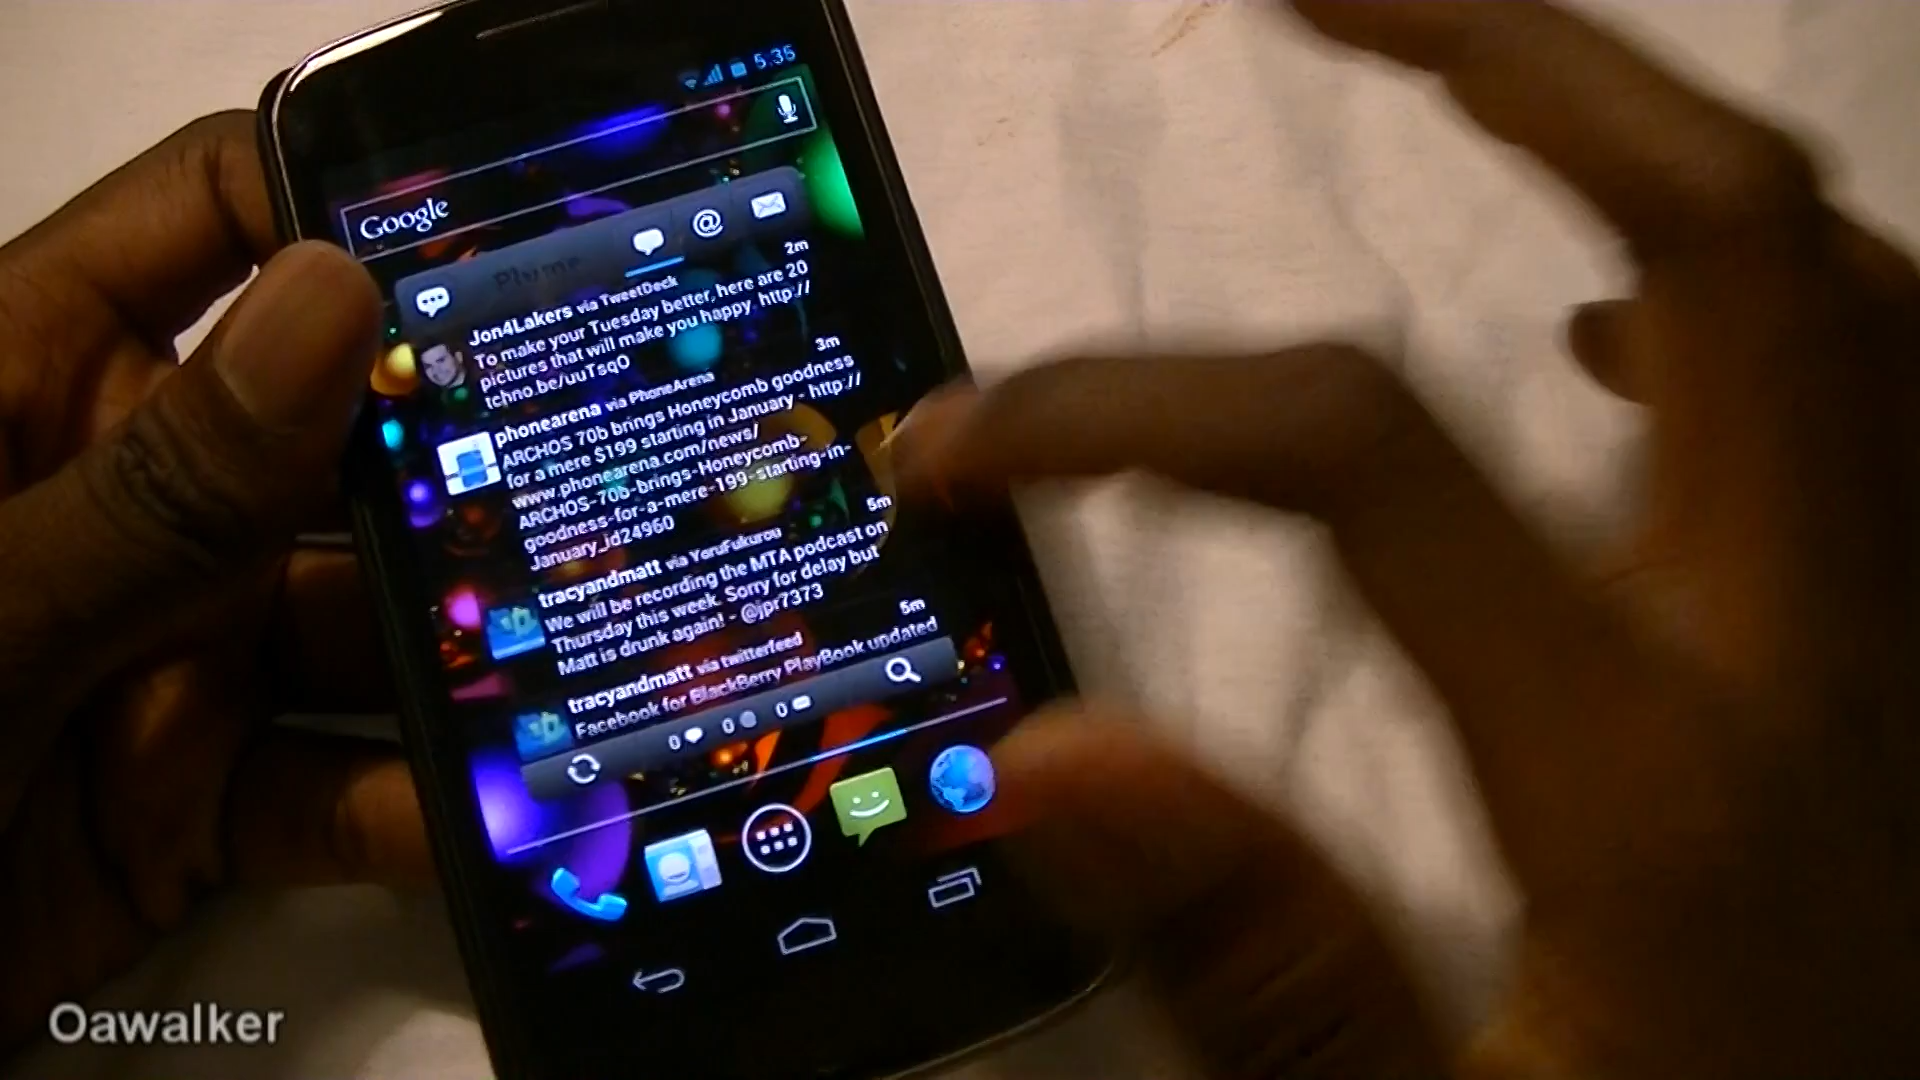 5:35
Google
Plume
2m
Jon4Lakers via TweetDeck
To make your Tuesday better, here are 20
pictures that will make you happy. http://
tchno.be/uuTsqO
3m
phonearena via PhoneArena
ARCHOS 70b brings Honeycomb goodness
for a mere $199 starting in January - http://
www.phonearena.com/news/
ARCHOS-70b-brings-Honeycomb-
goodness-for-a-mere-199-starting-in-
January_id24960
5m
tracyandmatt via YoruFukurou
We will be recording the MTA podcast on
Thursday this week. Sorry for delay but
Matt is drunk again! - @jpr7373
5m
tracyandmatt via twitterfeed
Facebook for BlackBerry PlayBook updated
0 0 0
Oawalker